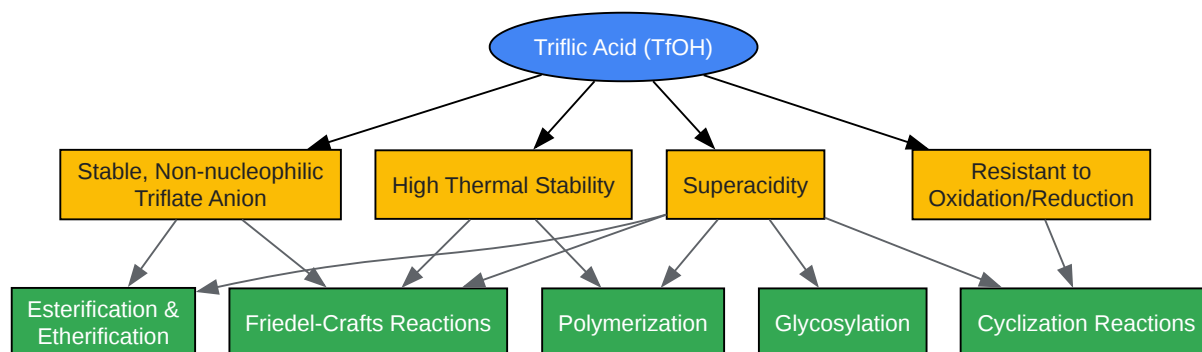 Triflic Acid (TfOH)
Stable, Non-nucleophilic
Triflate Anion
High Thermal Stability
Superacidity
Resistant to
Oxidation/Reduction
Esterification &
Etherification
Friedel-Crafts Reactions
Polymerization
Glycosylation
Cyclization Reactions